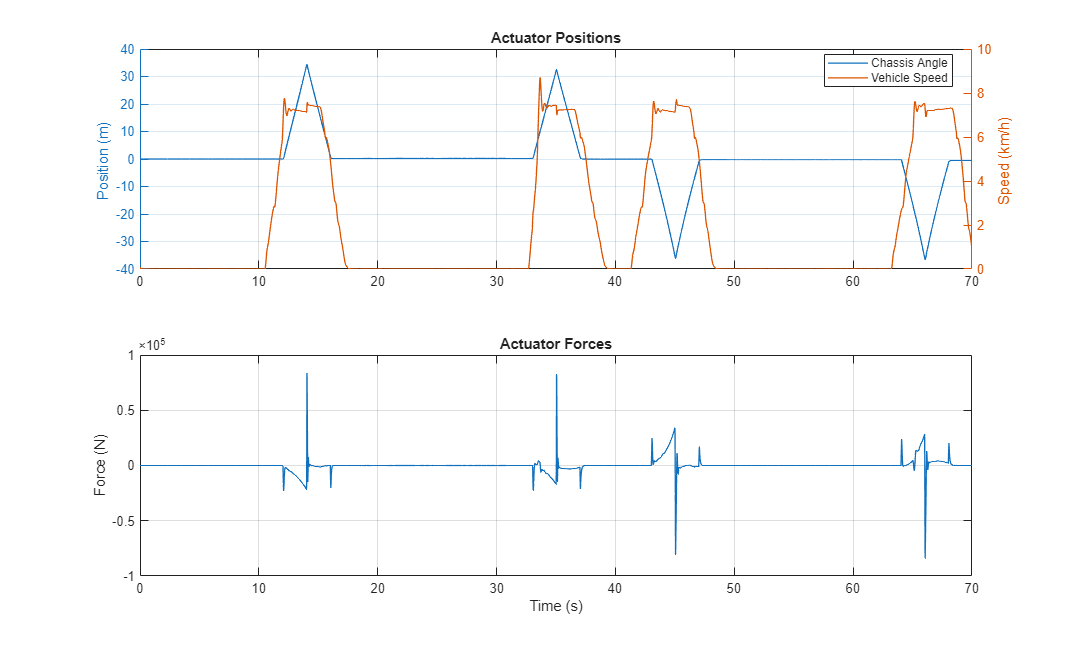 Actuator Positions
40
30
20
10
0
-10
-20
-30
-40
Position (m)
10
8
6
4
2
0
Speed (km/h)
Chassis Angle
Vehicle Speed
0 10 20 30 40 50 60 70
Actuator Forces
×10⁵
1
0.5
0
-0.5
-1
Force (N)
0 10 20 30 40 50 60 70
Time (s)